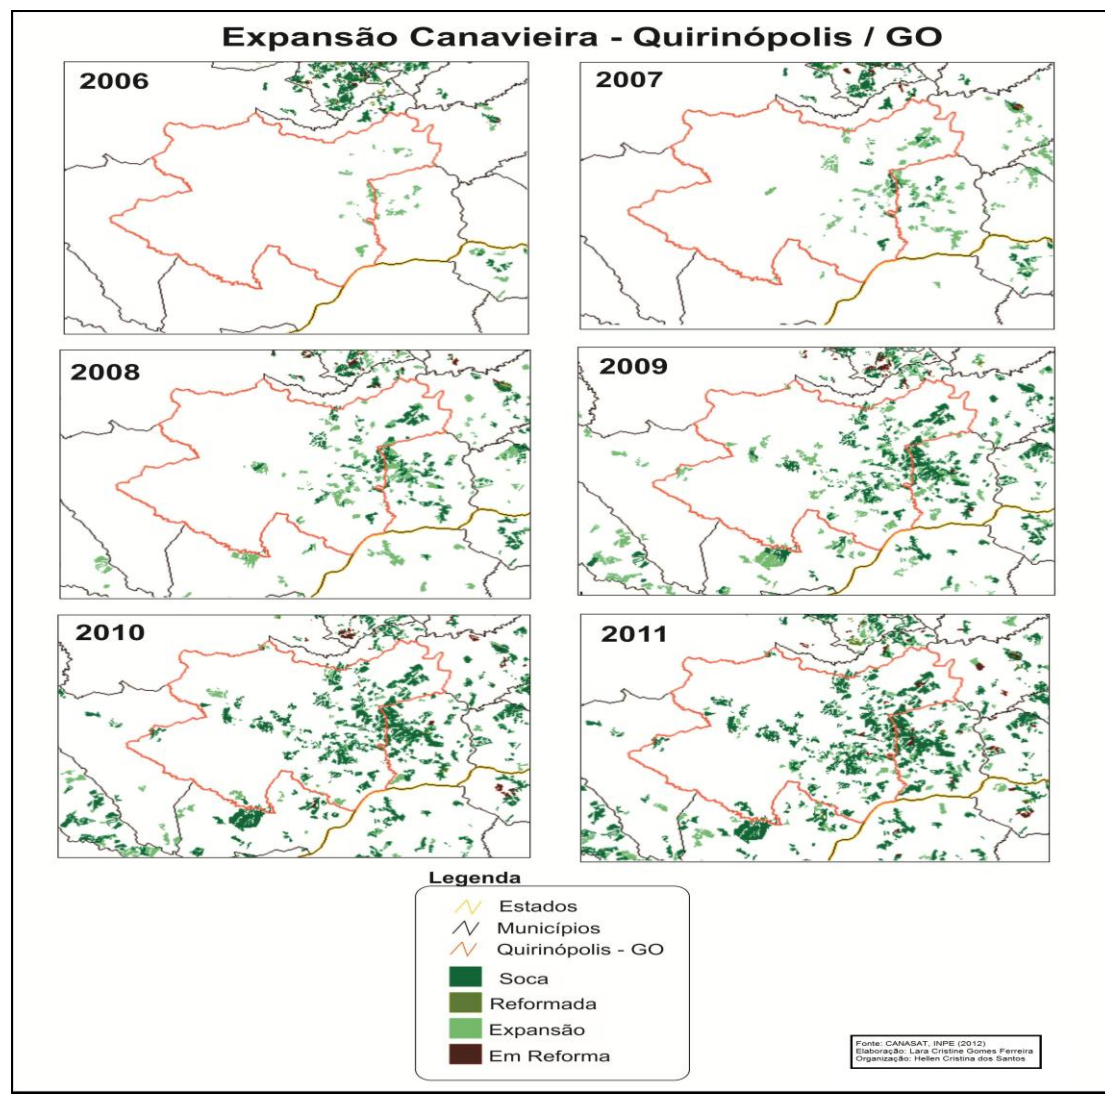 Expansão Canavieira - Quirinópolis / GO
2006
2007
2008
2009
2010
2011
Legenda
Estados
Municípios
Quirinópolis - GO
Soca
Reformada
Expansão
Em Reforma
Fonte: CANASAT, INPE (2012)
Elaboração: Lara Cristine Gomes Ferreira
Organização: Hellen Cristina dos Santos